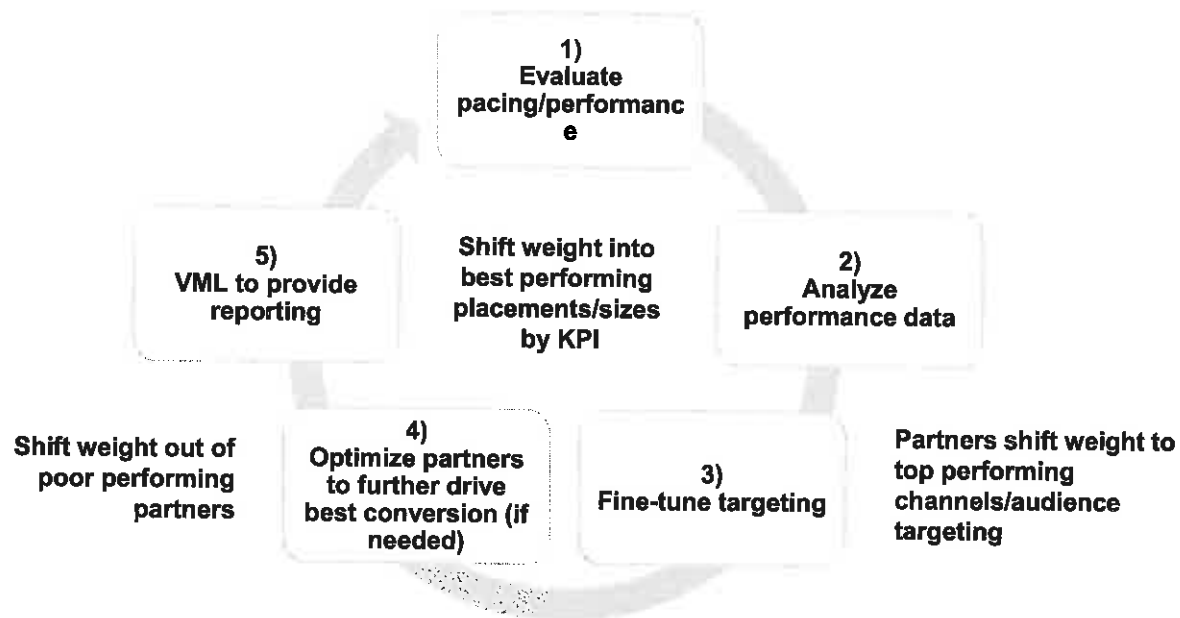 1)
Evaluate
pacing/performanc
e
5)
VML to provide
reporting
Shift weight into
best performing
placements/sizes
by KPI
2)
Analyze
performance data
Shift weight out of
poor performing
partners
4)
Optimize partners
to further drive
best conversion (if
needed)
3)
Fine-tune targeting
Partners shift weight to
top performing
channels/audience
targeting